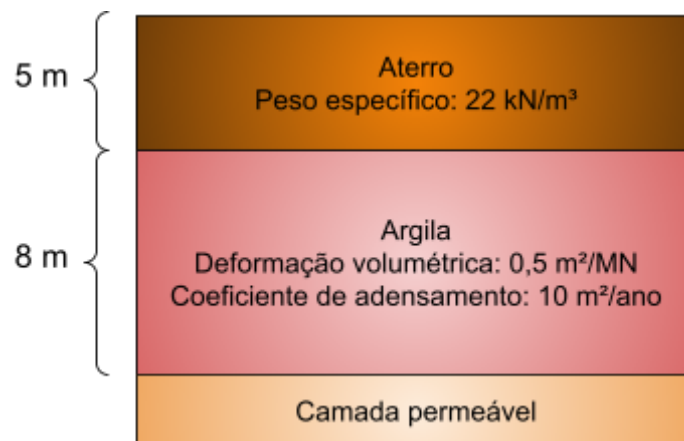 5 m
Aterro
Peso específico: 22 kN/m³
8 m
Argila
Deformação volumétrica: 0,5 m²/MN
Coeficiente de adensamento: 10 m²/ano
Camada permeável